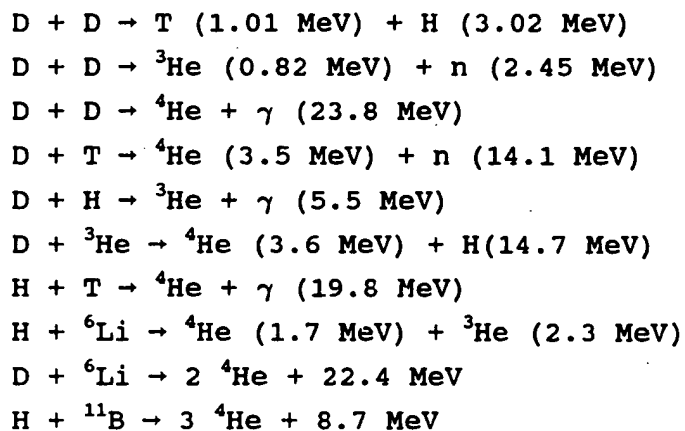 D + D → T (1.01 MeV) + H (3.02 MeV)
D + D → ³He (0.82 MeV) + n (2.45 MeV)
D + D → ⁴He + γ (23.8 MeV)
D + T → ⁴He (3.5 MeV) + n (14.1 MeV)
D + H → ³He + γ (5.5 MeV)
D + ³He → ⁴He (3.6 MeV) + H(14.7 MeV)
H + T → ⁴He + γ (19.8 MeV)
H + ⁶Li → ⁴He (1.7 MeV) + ³He (2.3 MeV)
D + ⁶Li → 2 ⁴He + 22.4 MeV
H + ¹¹B → 3 ⁴He + 8.7 MeV